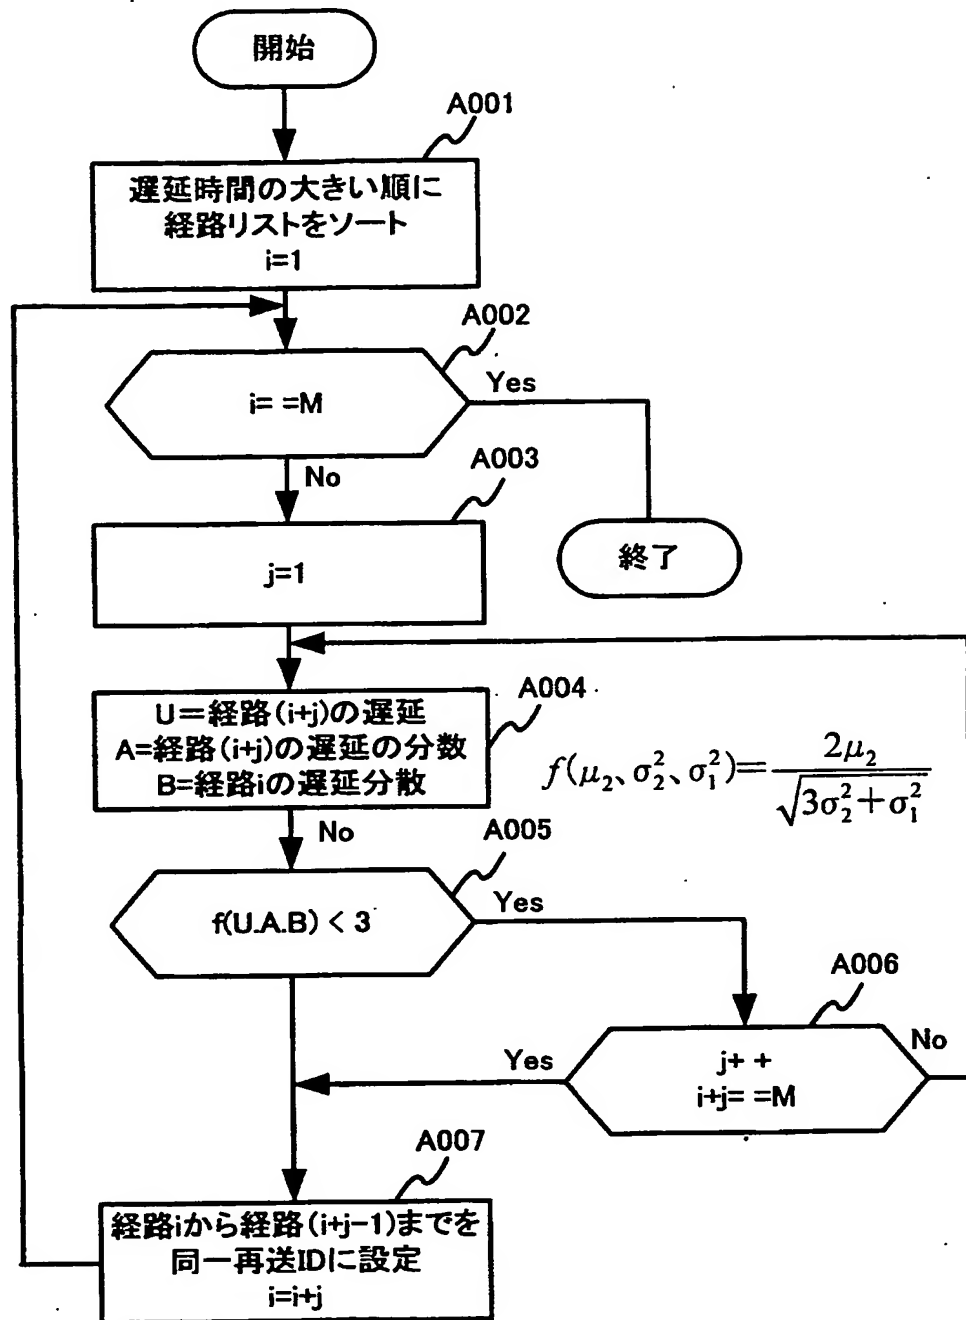 開始
A001
遅延時間の大きい順に
経路リストをソート
i=1
A002
i= =M
Yes
No
A003
j=1
終了
A004
U=経路(i+j)の遅延
A=経路(i+j)の遅延の分数
B=経路iの遅延分散
f(μ₂、σ₂²、σ₁²)=2μ₂/√(3σ₂²+σ₁²)
No
A005
f(U.A.B) < 3
Yes
A006
j+ +
i+j= =M
Yes
No
A007
経路iから経路(i+j-1)までを
同一再送IDに設定
i=i+j